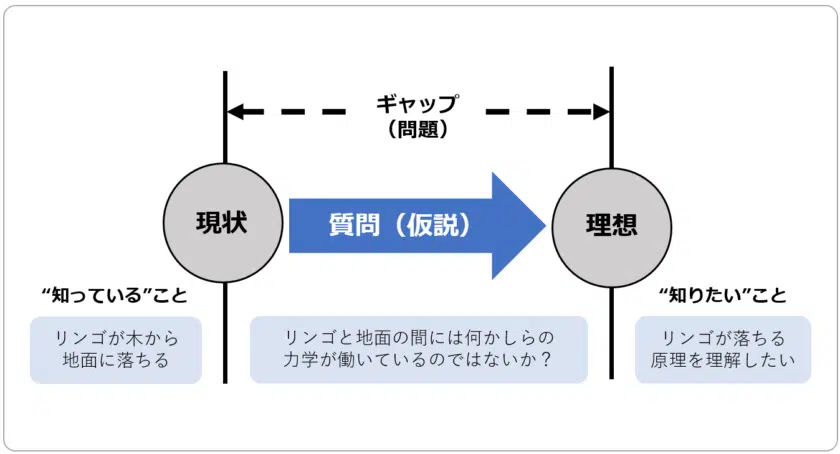 ギャップ
（問題）
現状
質問（仮説）
理想
“知っている”こと
“知りたい”こと
リンゴが木から
地面に落ちる
リンゴと地面の間には何かしらの
力学が働いているのではないか？
リンゴが落ちる
原理を理解したい